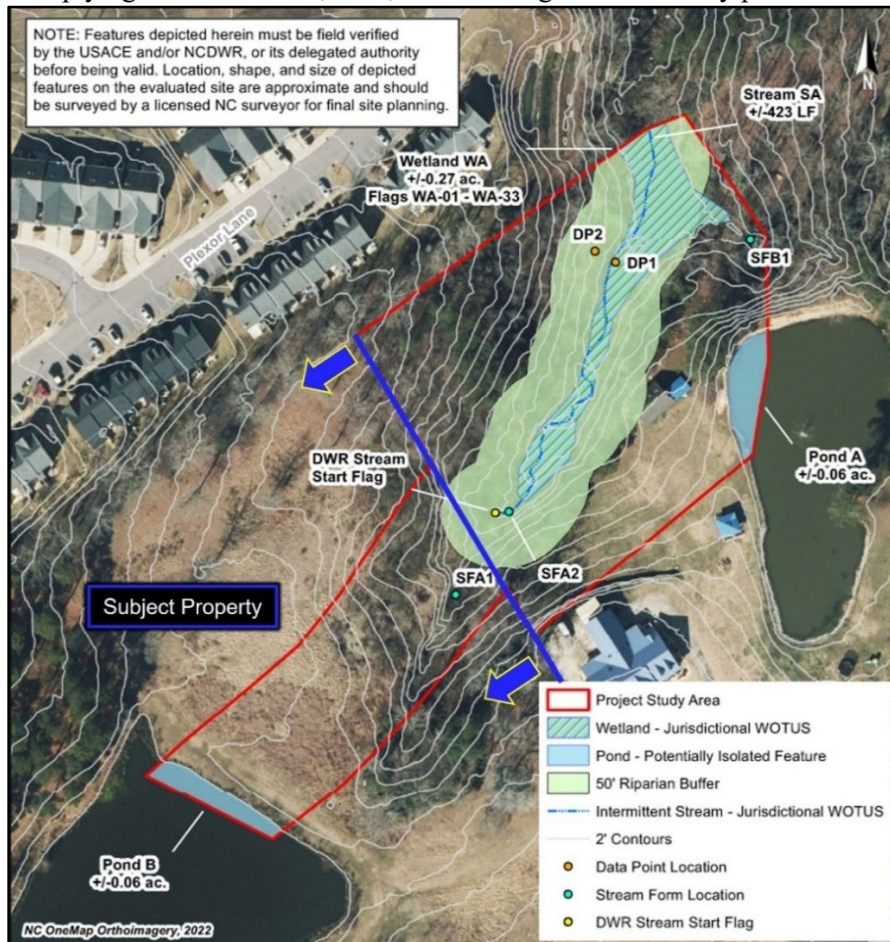 NOTE: Features depicted herein must be field verified
by the USACE and/or NCDWR, or its delegated authority
before being valid. Location, shape, and size of depicted
features on the evaluated site are approximate and should
be surveyed by a licensed NC surveyor for final site planning.
N
Stream SA
+/-423 LF
Wetland WA
+/-0.27 ac.
Flags WA-01 - WA-33
Plexor Lane
DP2
DP1
SFB1
DWR Stream
Start Flag
Pond A
+/-0.06 ac.
SFA1
SFA2
Subject Property
Pond B
+/-0.06 ac.
Project Study Area
Wetland - Jurisdictional WOTUS
Pond - Potentially Isolated Feature
50' Riparian Buffer
Intermittent Stream - Jurisdictional WOTUS
2' Contours
Data Point Location
Stream Form Location
DWR Stream Start Flag
NC OneMap Orthoimagery, 2022